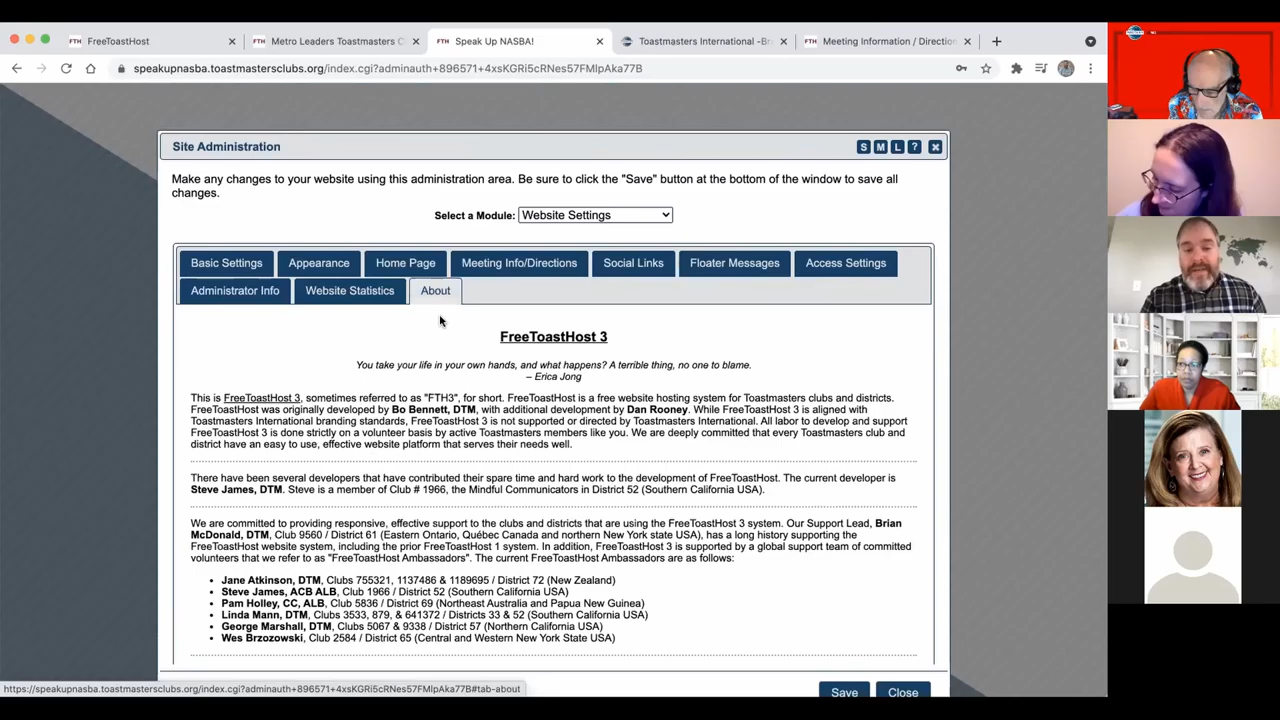 FTH FreeToastHost
FTH Metro Leaders Toastmasters C
FTH Speak Up NASBA!
Toastmasters International -Br
FTH Meeting Information / Directio
speakupnasba.toastmastersclubs.org/index.cgi?adminauth+896571+4xsKGRi5cRNes57FMlpAka77B
Site Administration
S M L ?
Make any changes to your website using this administration area. Be sure to click the "Save" button at the bottom of the window to save all
changes.
Select a Module: Website Settings
Basic Settings Appearance Home Page Meeting Info/Directions Social Links Floater Messages Access Settings
Administrator Info Website Statistics About
FreeToastHost 3
You take your life in your own hands, and what happens? A terrible thing, no one to blame.
– Erica Jong
This is FreeToastHost 3, sometimes referred to as "FTH3", for short. FreeToastHost is a free website hosting system for Toastmasters clubs and districts.
FreeToastHost was originally developed by Bo Bennett, DTM, with additional development by Dan Rooney. While FreeToastHost 3 is aligned with
Toastmasters International branding standards, FreeToastHost 3 is not supported or directed by Toastmasters International. All labor to develop and support
FreeToastHost 3 is done strictly on a volunteer basis by active Toastmasters members like you. We are deeply committed that every Toastmasters club and
district have an easy to use, effective website platform that serves their needs well.
There have been several developers that have contributed their spare time and hard work to the development of FreeToastHost. The current developer is
Steve James, DTM. Steve is a member of Club # 1966, the Mindful Communicators in District 52 (Southern California USA).
We are committed to providing responsive, effective support to the clubs and districts that are using the FreeToastHost 3 system. Our Support Lead, Brian
McDonald, DTM, Club 9560 / District 61 (Eastern Ontario, Québec Canada and northern New York state USA), has a long history supporting the
FreeToastHost website system, including the prior FreeToastHost 1 system. In addition, FreeToastHost 3 is supported by a global support team of committed
volunteers that we refer to as "FreeToastHost Ambassadors". The current FreeToastHost Ambassadors are as follows:
• Jane Atkinson, DTM, Clubs 755321, 1137486 & 1189695 / District 72 (New Zealand)
• Steve James, ACB ALB, Club 1966 / District 52 (Southern California USA)
• Pam Holley, CC, ALB, Club 5836 / District 69 (Northeast Australia and Papua New Guinea)
• Linda Mann, DTM, Clubs 3533, 879, & 641372 / Districts 33 & 52 (Southern California USA)
• George Marshall, DTM, Clubs 5067 & 9338 / District 57 (Northern California USA)
• Wes Brzozowski, Club 2584 / District 65 (Central and Western New York State USA)
https://speakupnasba.toastmastersclubs.org/index.cgi?adminauth+896571+4xsKGRi5cRNes57FMlpAka77B#tab-about
Save Close